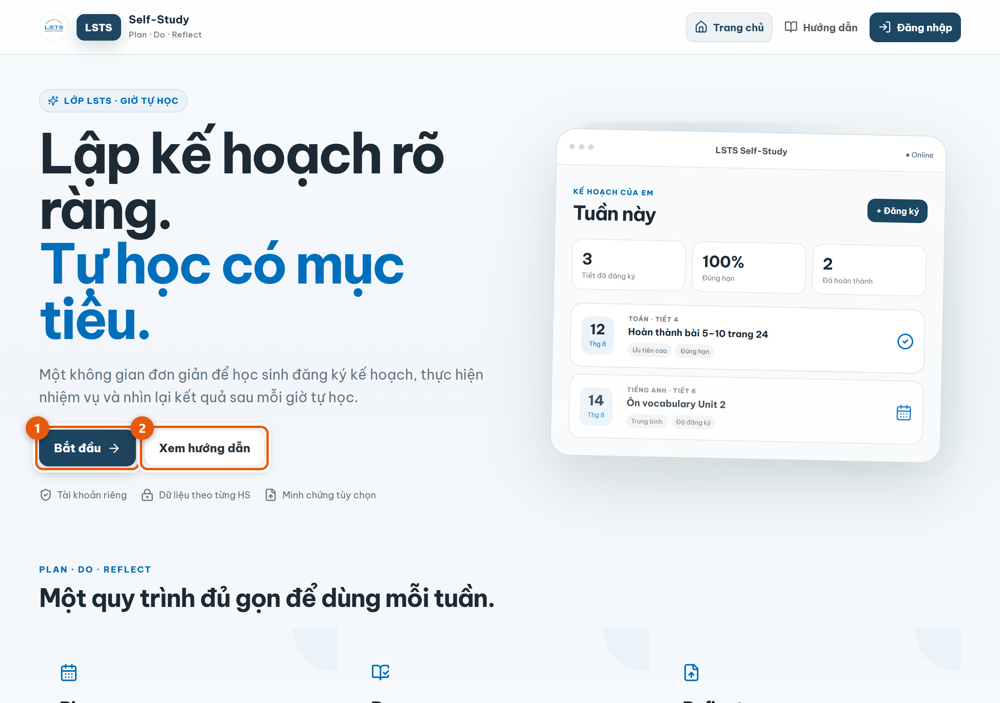 LSTS
LSTS
Self-Study
Plan · Do · Reflect
Trang chủ
Hướng dẫn
Đăng nhập
LỚP LSTS · GIỜ TỰ HỌC
Lập kế hoạch rõ
ràng.
Tự học có mục
tiêu.
Một không gian đơn giản để học sinh đăng ký kế hoạch, thực hiện
nhiệm vụ và nhìn lại kết quả sau mỗi giờ tự học.
1
Bắt đầu
2
Xem hướng dẫn
Tài khoản riêng
Dữ liệu theo từng HS
Minh chứng tùy chọn
LSTS Self-Study
Online
KẾ HOẠCH CỦA EM
Tuần này
+ Đăng ký
3
Tiết đã đăng ký
100%
Đúng hạn
2
Đã hoàn thành
12
Thg 8
TOÁN · TIẾT 4
Hoàn thành bài 5–10 trang 24
Ưu tiên cao
Đúng hạn
14
Thg 8
TIẾNG ANH · TIẾT 6
Ôn vocabulary Unit 2
Trung bình
Đã đăng ký
PLAN · DO · REFLECT
Một quy trình đủ gọn để dùng mỗi tuần.